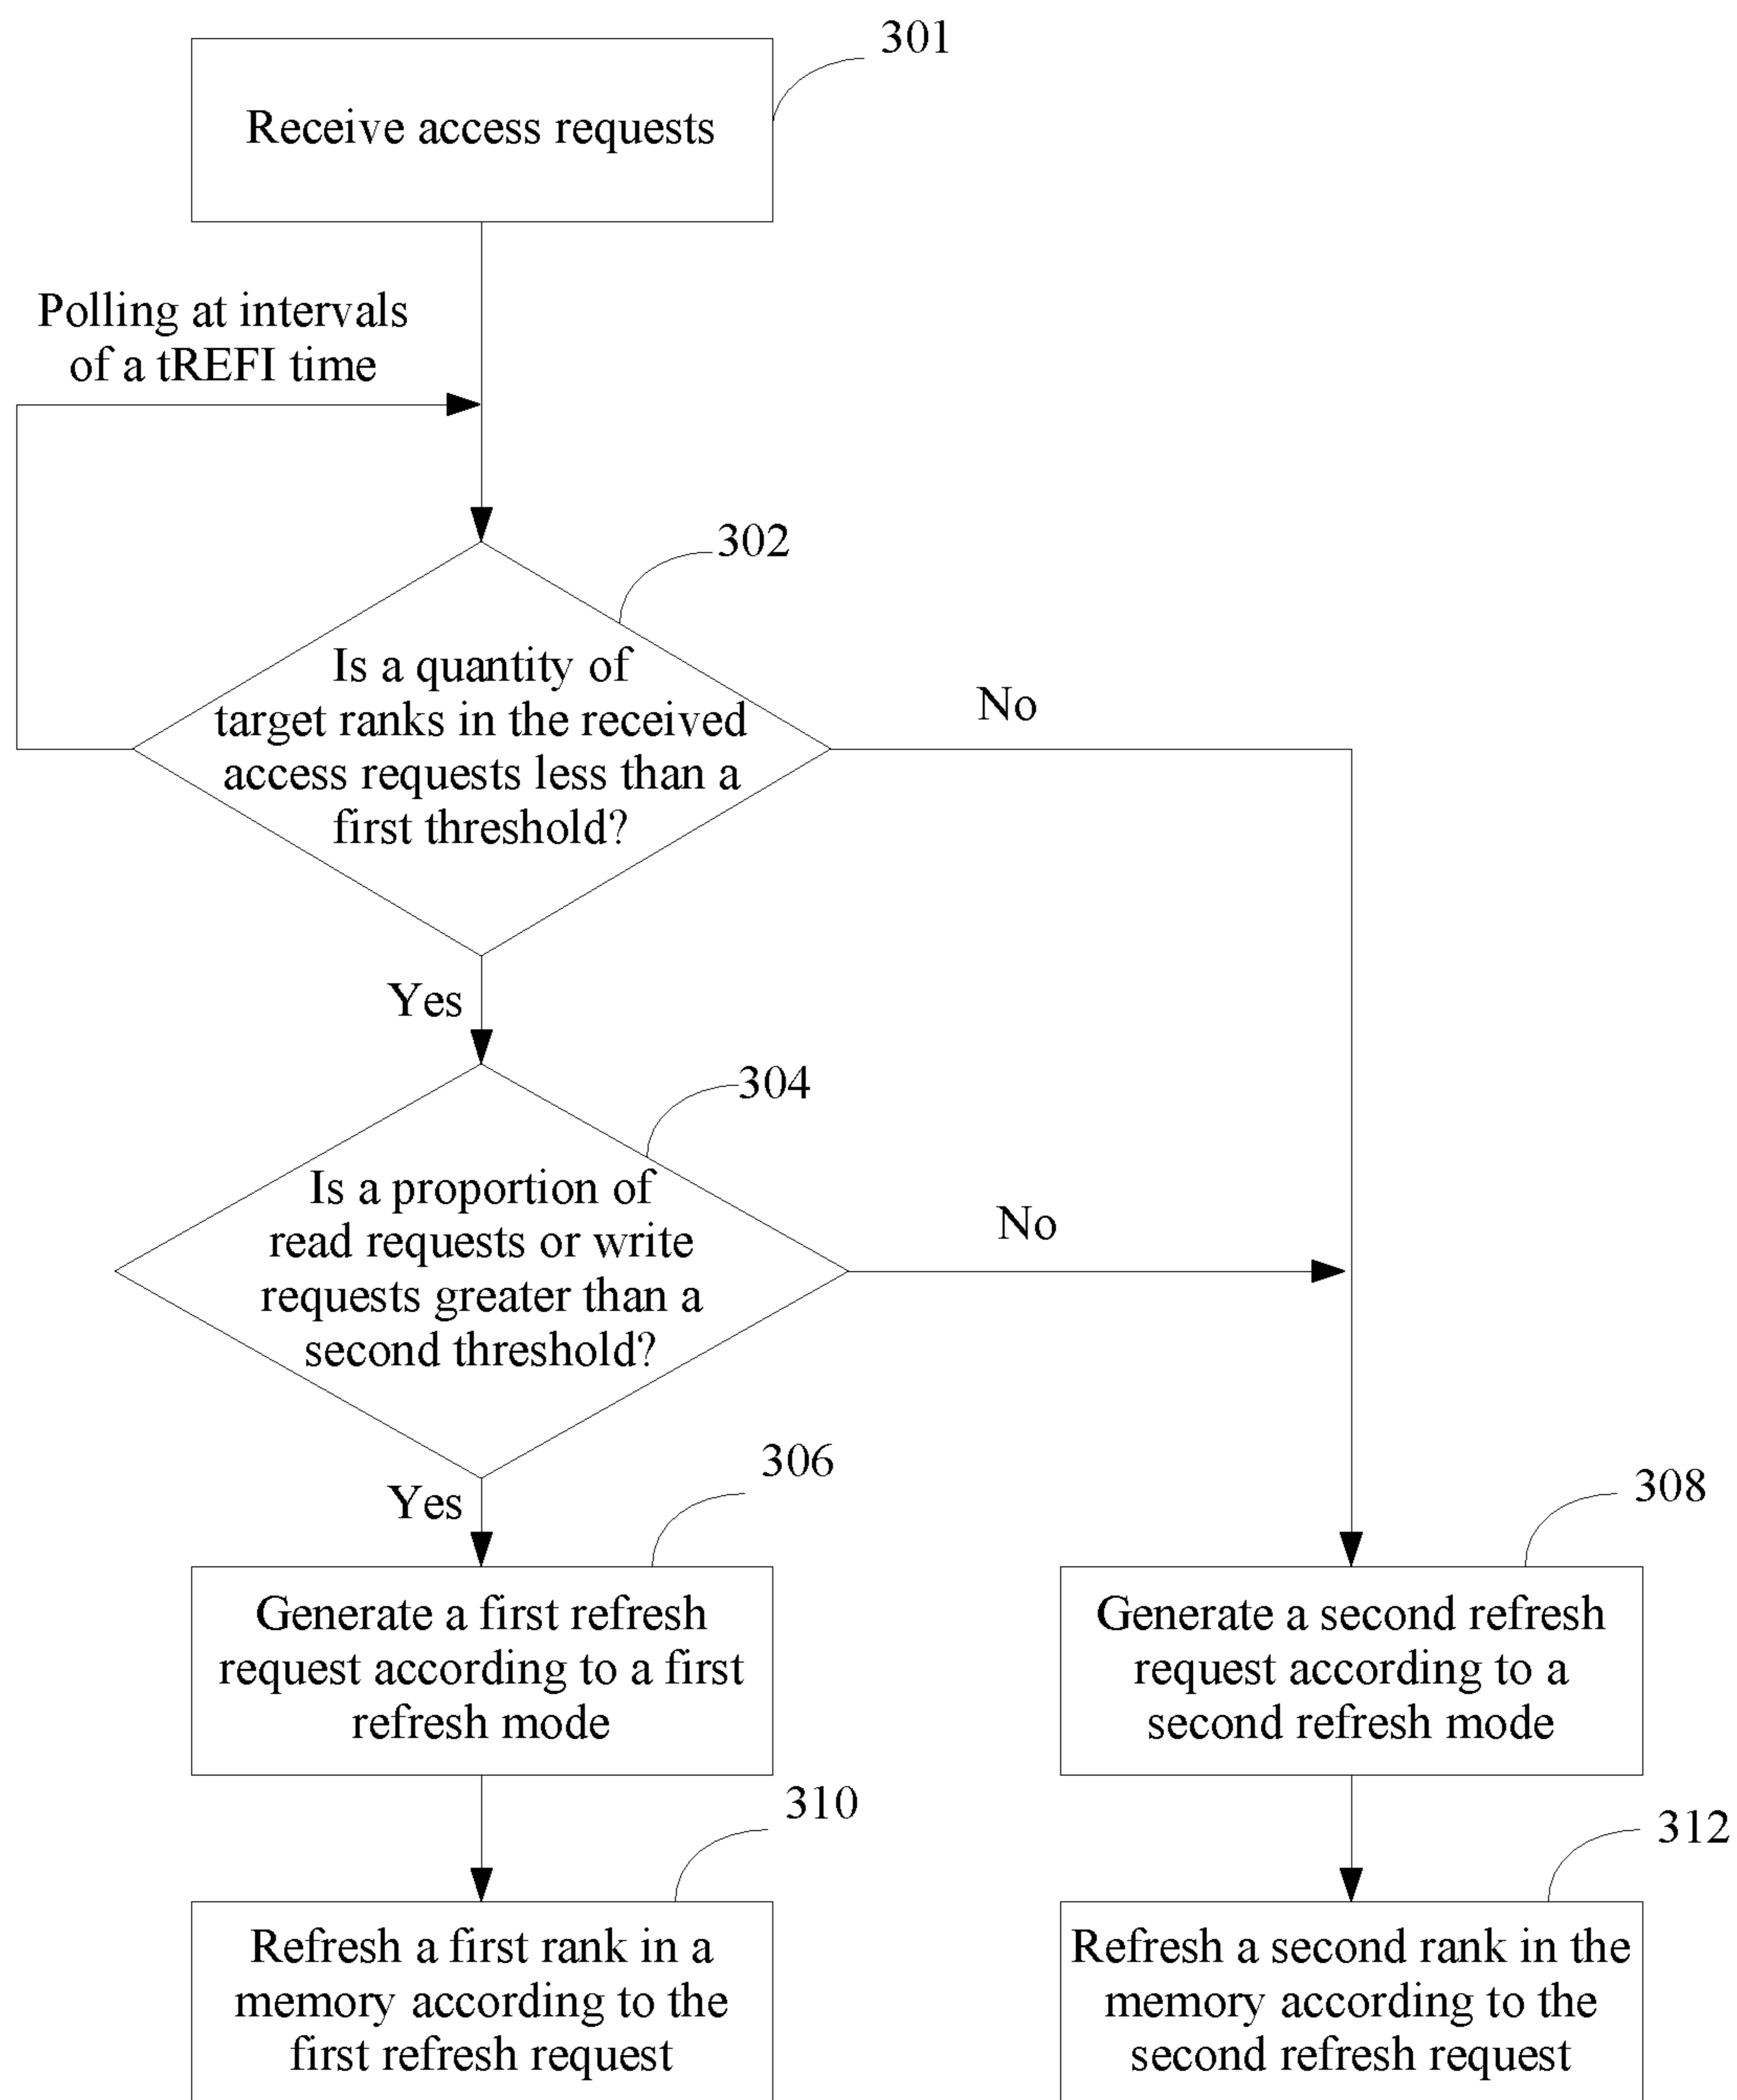 301
Receive access requests
Polling at intervals
of a tREFI time
302
Is a quantity of
target ranks in the received
access requests less than a
first threshold?
No
Yes
304
Is a proportion of
read requests or write
requests greater than a
second threshold?
No
Yes
306
308
Generate a first refresh
request according to a first
refresh mode
Generate a second refresh
request according to a
second refresh mode
310
312
Refresh a first rank in a
memory according to the
first refresh request
Refresh a second rank in the
memory according to the
second refresh request